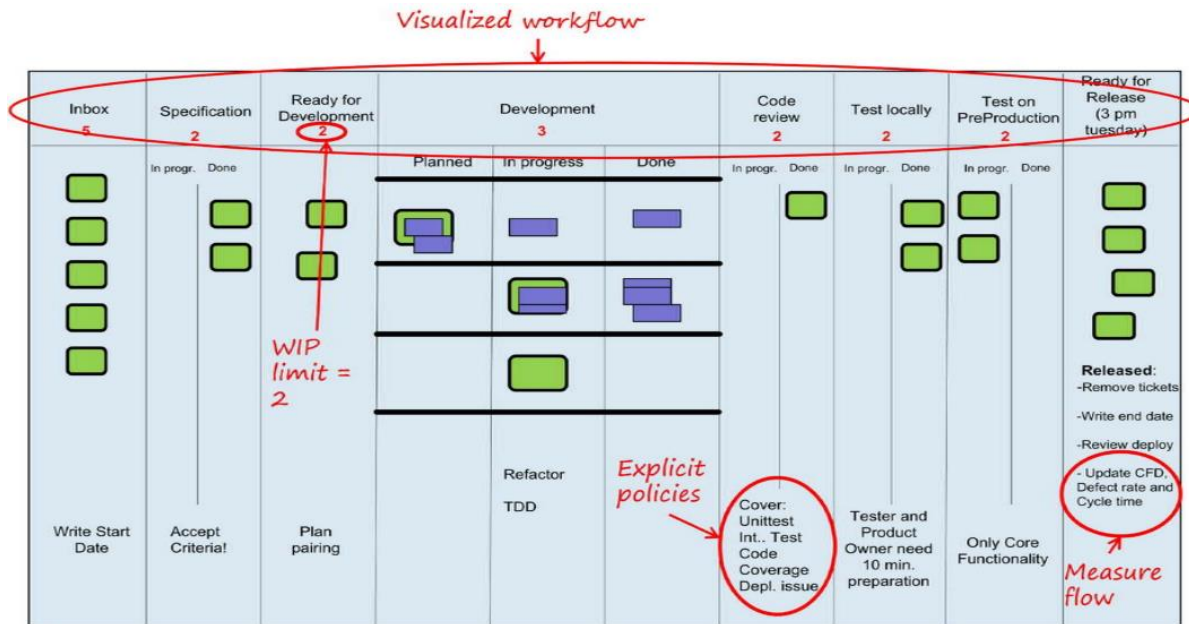 Visualized workflow
Inbox
5
Specification
2
Ready for
Development
2
Development
3
Code
review
2
Test locally
2
Test on
PreProduction
2
Ready for
Release
(3 pm
tuesday)
In progr. Done
Planned
In progress
Done
In progr. Done
In progr. Done
In progr. Done
WIP
limit =
2
Explicit
policies
Refactor
TDD
Released:
-Remove tickets
-Write end date
-Review deploy
- Update CFD,
Defect rate and
Cycle time
Write Start
Date
Accept
Criteria!
Plan
pairing
Cover:
Unittest
Int.. Test
Code
Coverage
Depl. issue
Tester and
Product
Owner need
10 min.
preparation
Only Core
Functionality
Measure
flow